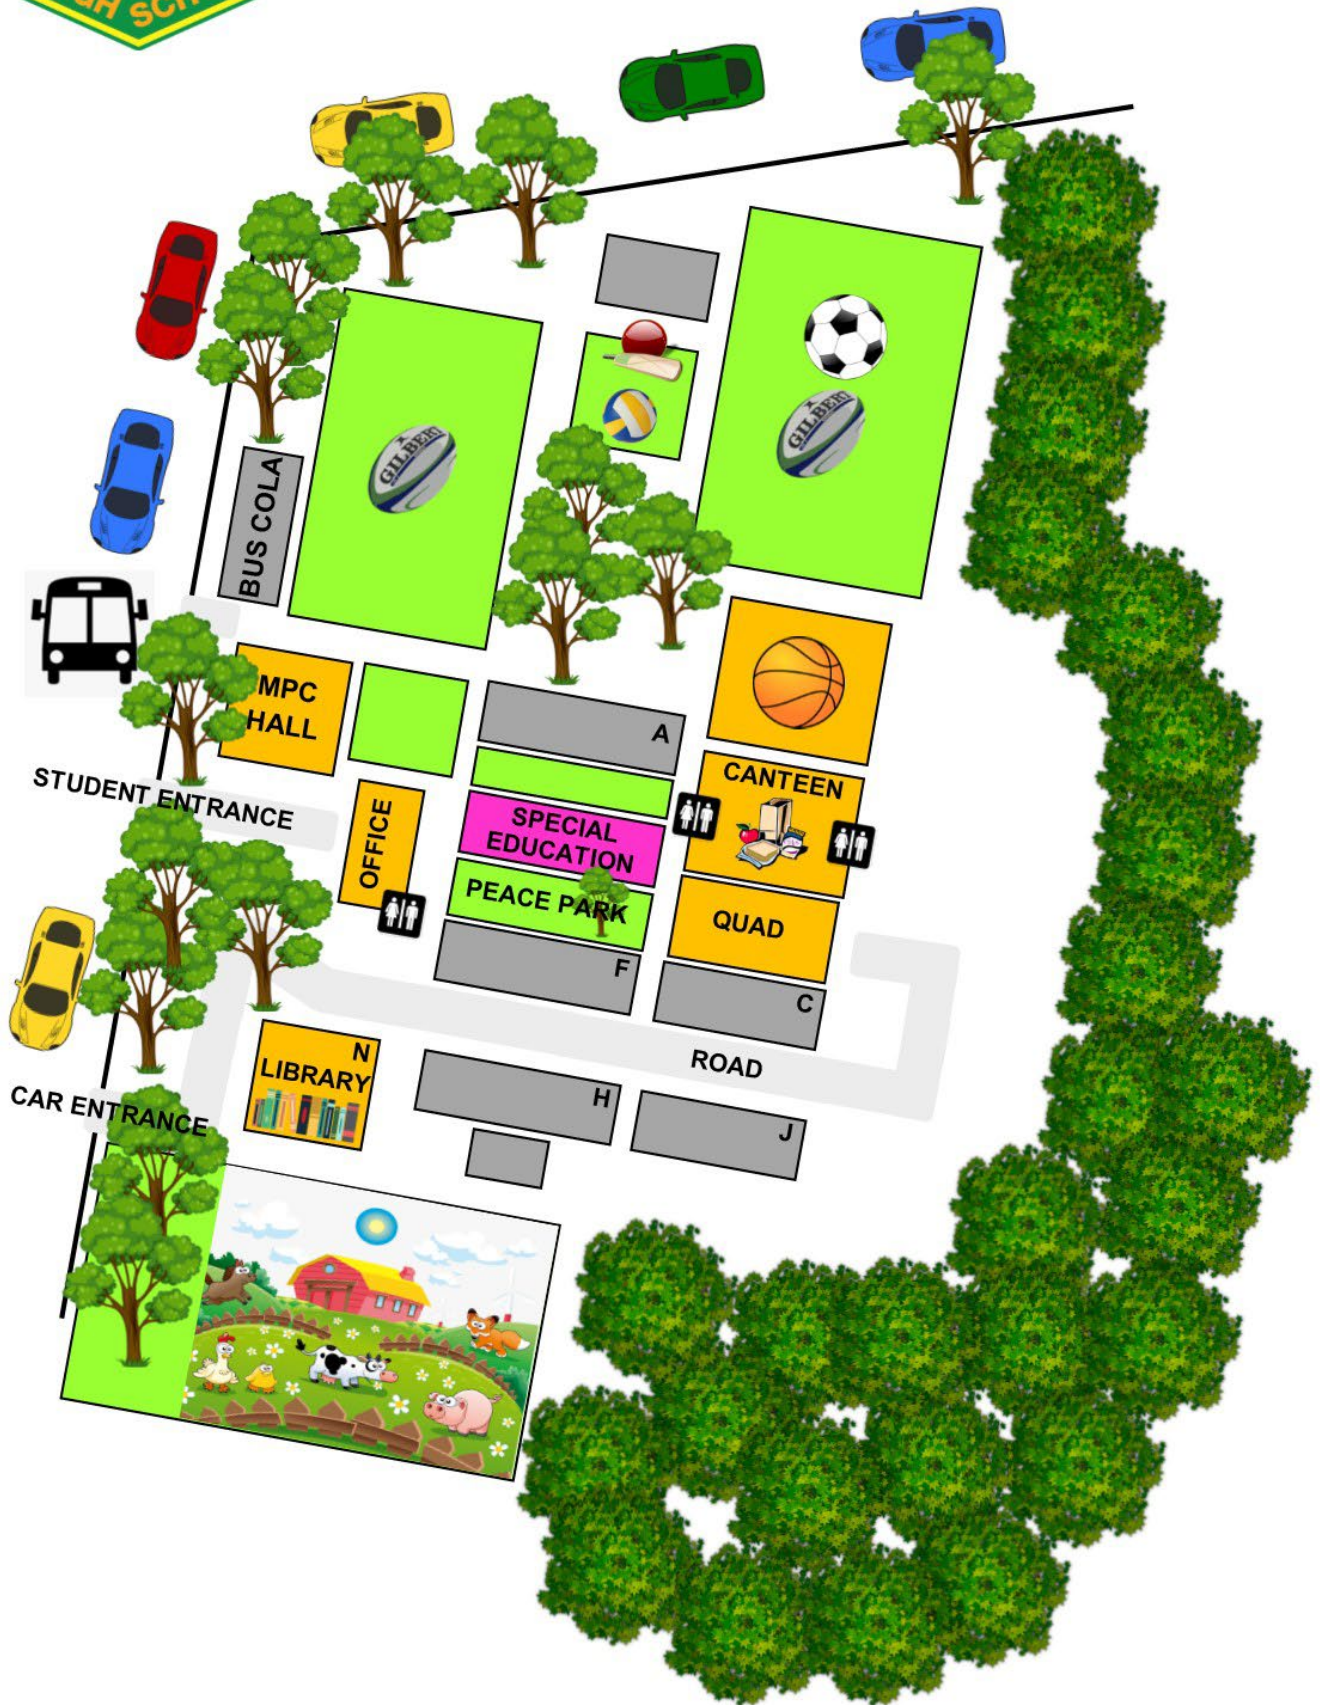 GILBERT
GILBERT
BUS COLA
MPC
HALL
A
CANTEEN
STUDENT ENTRANCE
OFFICE
SPECIAL
EDUCATION
PEACE PARK
QUAD
F
C
N
LIBRARY
ROAD
H
J
CAR ENTRANCE